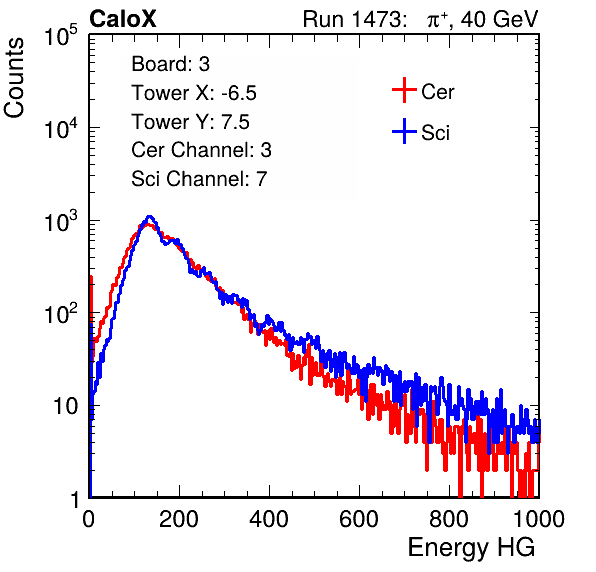 CaloX Run 1473: π⁺, 40 GeV
Board: 3
Tower X: -6.5
Tower Y: 7.5
Cer Channel: 3
Sci Channel: 7
Cer
Sci
Counts
10⁵
10⁴
10³
10²
10
1
0 200 400 600 800 1000
Energy HG